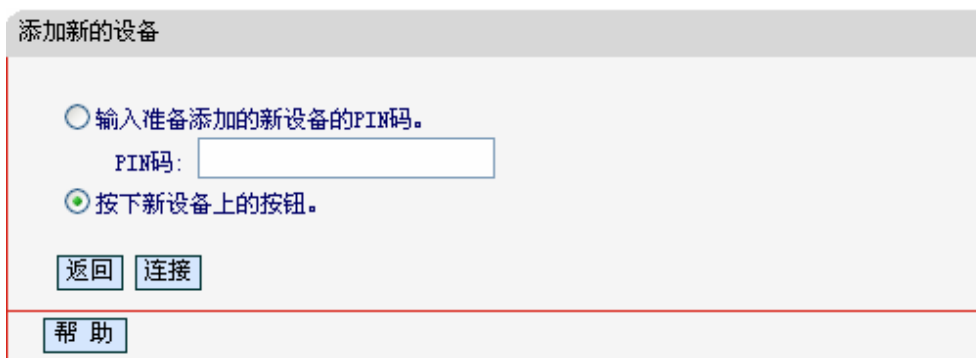 添加新的设备
输入准备添加的新设备的PIN码。
PIN码:
按下新设备上的按钮。
返回 连接
帮 助